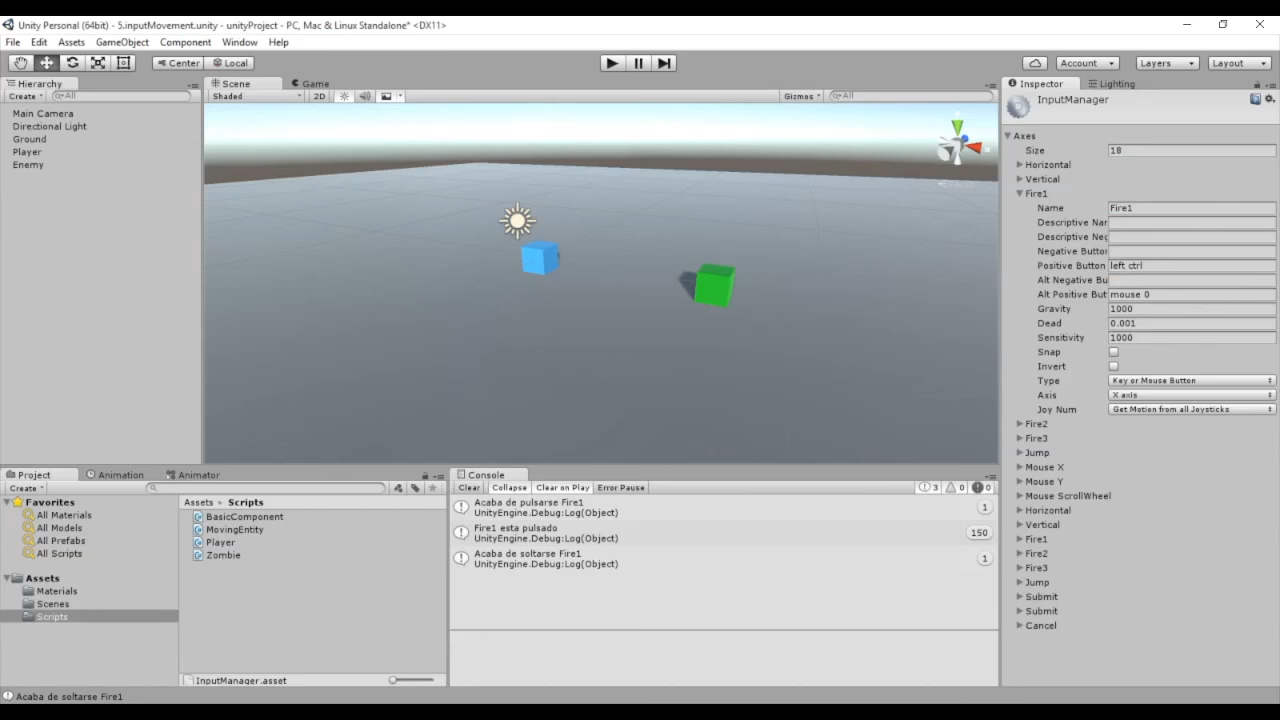 Unity Personal (64bit) - 5.inputMovement.unity - unityProject - PC, Mac & Linux Standalone* <DX11>
File Edit Assets GameObject Component Window Help
Center Local Account Layers Layout
Hierarchy
Create All
Main Camera
Directional Light
Ground
Player
Enemy
Scene Game
Shaded 2D Gizmos All
Inspector Lighting
InputManager
Axes
Size 18
Horizontal
Vertical
Fire1
Name Fire1
Descriptive Nar
Descriptive Neg
Negative Button
Positive Button left ctrl
Alt Negative Bu
Alt Positive But mouse 0
Gravity 1000
Dead 0.001
Sensitivity 1000
Snap
Invert
Type Key or Mouse Button
Axis X axis
Joy Num Get Motion from all Joysticks
Fire2
Fire3
Jump
Mouse X
Mouse Y
Mouse ScrollWheel
Horizontal
Vertical
Fire1
Fire2
Fire3
Jump
Submit
Submit
Cancel
Project Animation Animator
Create
Favorites
All Materials
All Models
All Prefabs
All Scripts
Assets
Materials
Scenes
Scripts
Assets Scripts
BasicComponent
MovingEntity
Player
Zombie
InputManager.asset
Console
Clear Collapse Clear on Play Error Pause 3 0 0
Acaba de pulsarse Fire1
UnityEngine.Debug:Log(Object) 1
Fire1 esta pulsado
UnityEngine.Debug:Log(Object) 150
Acaba de soltarse Fire1
UnityEngine.Debug:Log(Object) 1
Acaba de soltarse Fire1